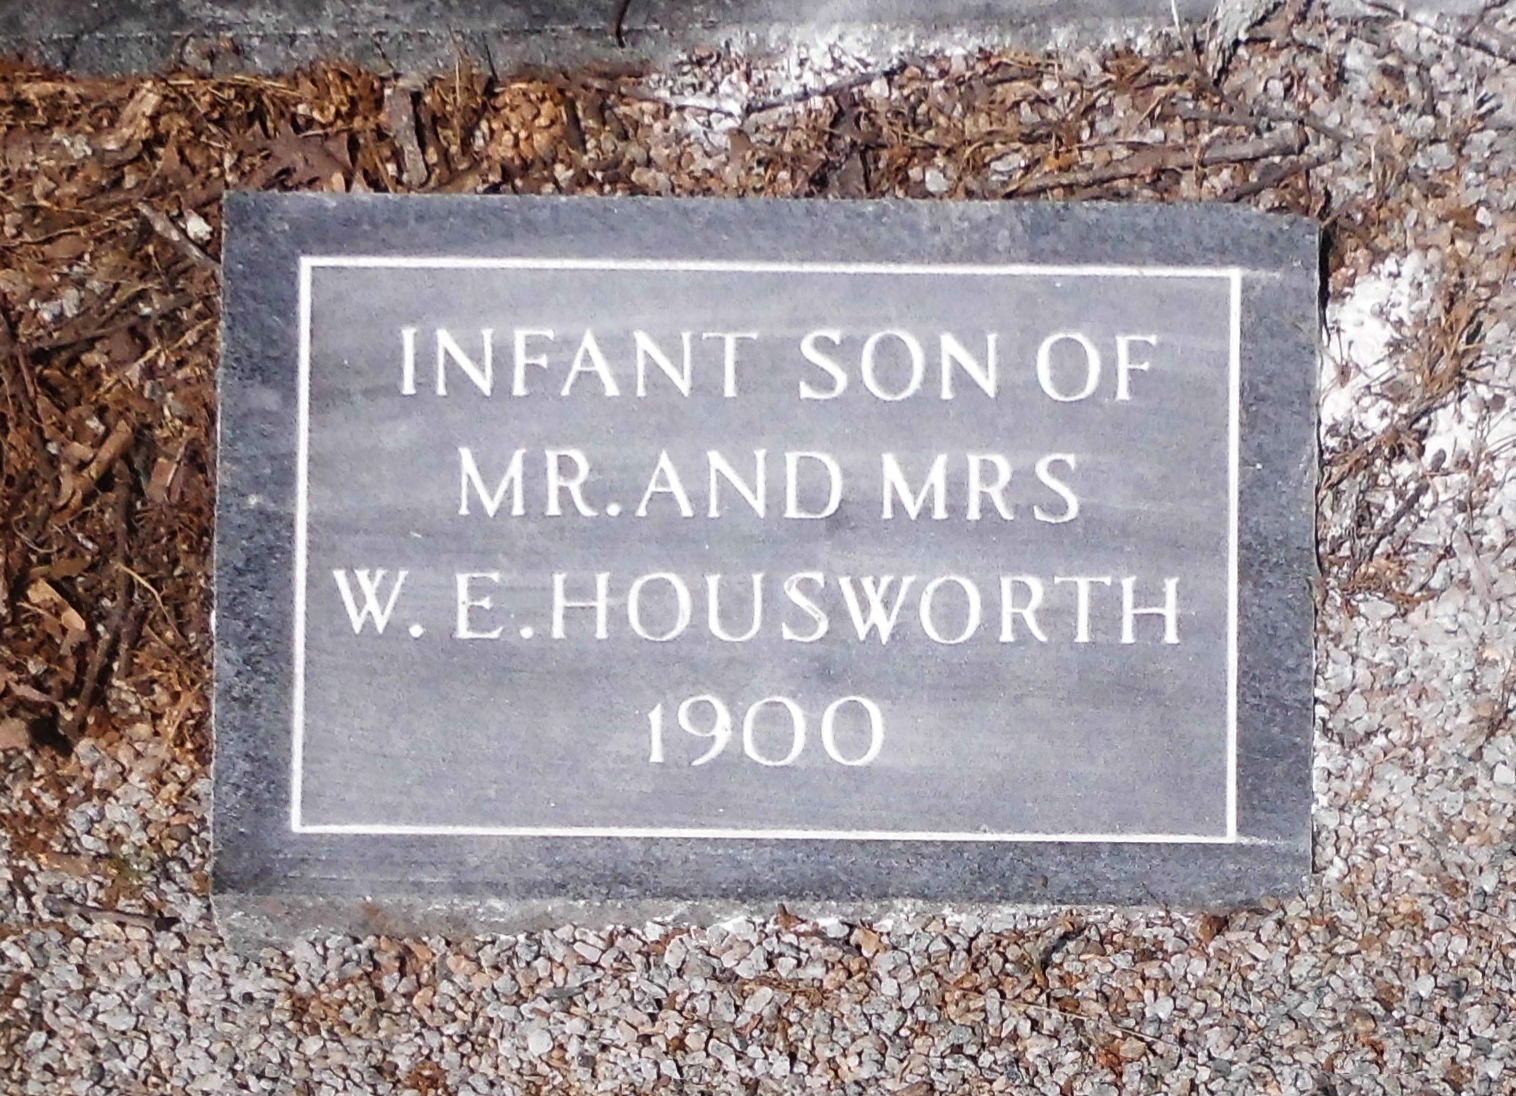 INFANT SON OF
MR. AND MRS
W. E. HOUSWORTH
1900